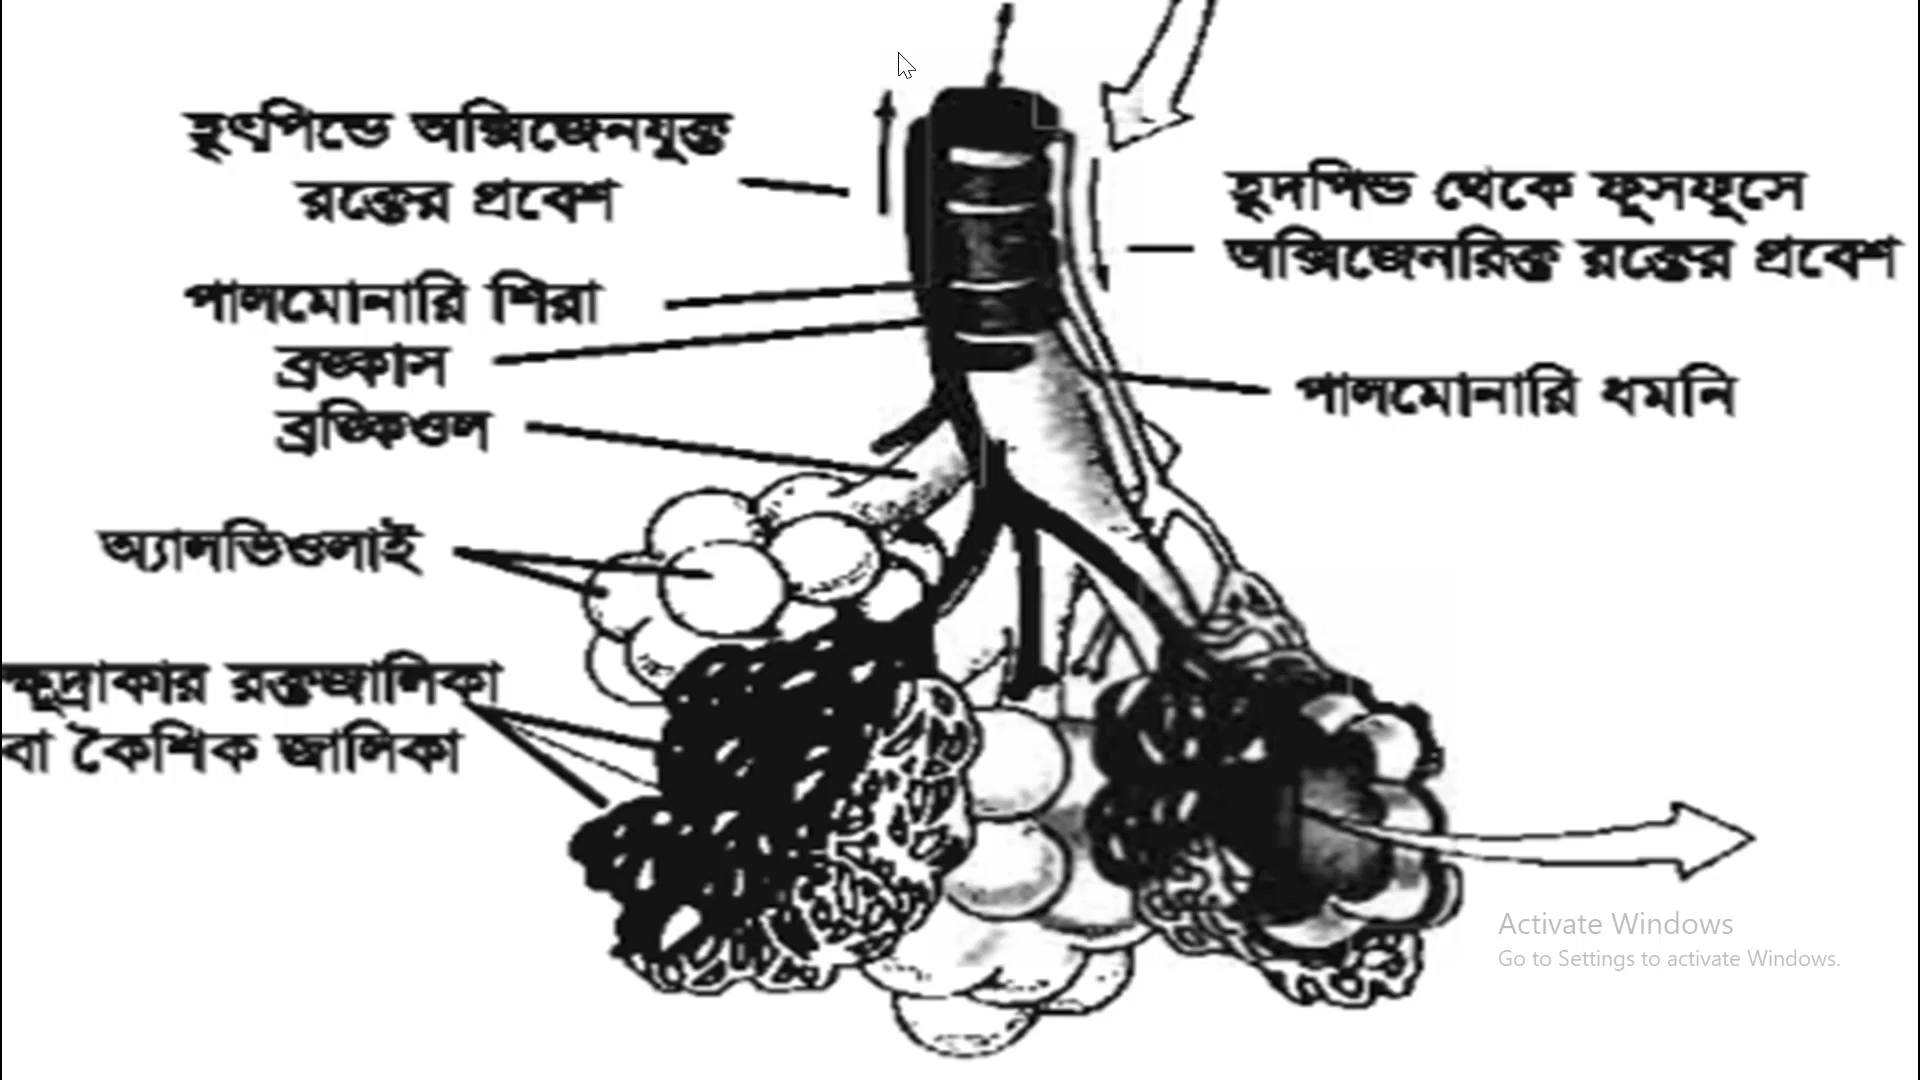 হৃৎপিন্ডে অক্সিজেনযুক্ত
রক্তের প্রবেশ
হৃদপিন্ড থেকে ফুসফুসে
অক্সিজেনরিক্ত রক্তের প্রবেশ
পালমোনারি শিরা
ব্রঙ্কাস
পালমোনারি ধমনি
ব্রঙ্কিওল
অ্যালভিওলাই
ক্ষুদ্রাকার রক্তজালিকা
বা কৈশিক জালিকা
Activate Windows
Go to Settings to activate Windows.